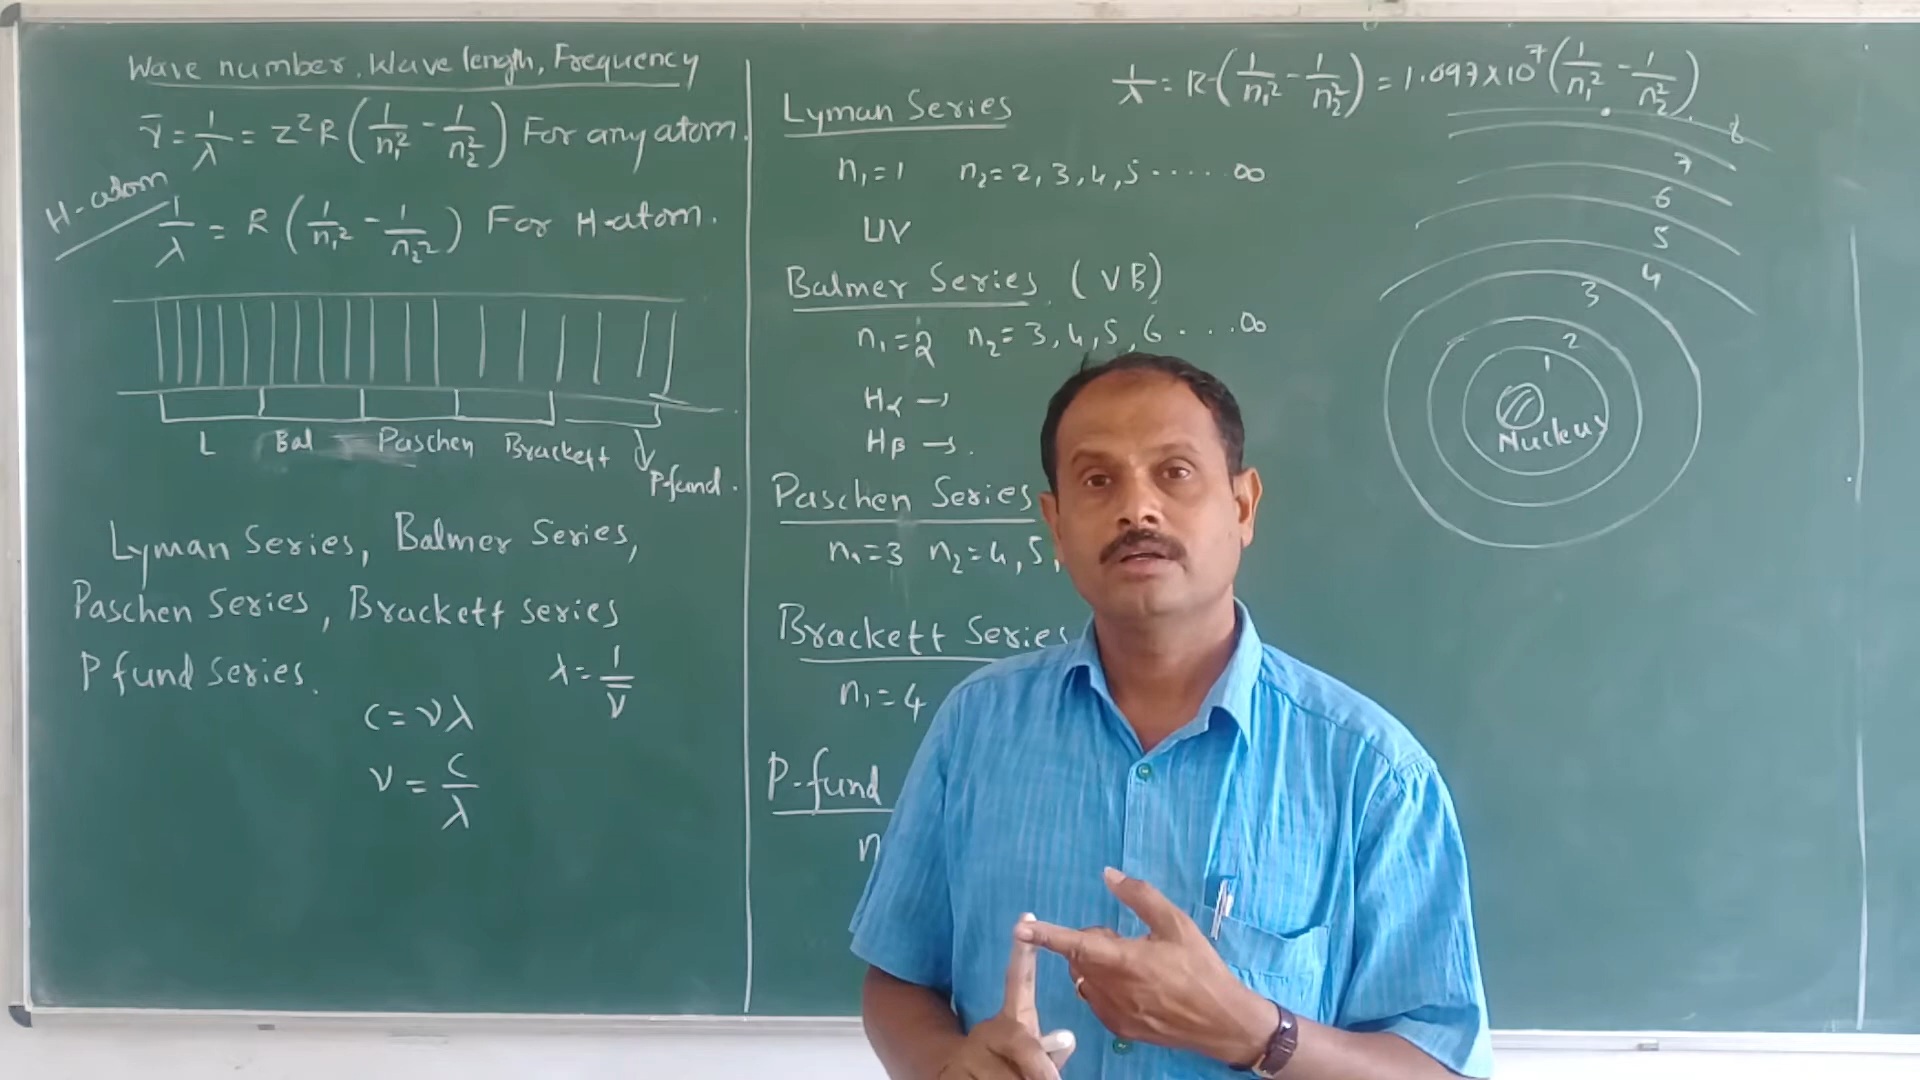 Wave number, Wave length, Frequency
ν̅ = 1/λ = Z²R(1/n₁² - 1/n₂²) For any atom.
H-atom
1/λ = R(1/n₁² - 1/n₂²) For H-atom.
L Bal Paschen Brackett P-fund.
Lyman Series, Balmer Series,
Paschen Series, Brackett Series
P fund Series.
λ = 1/ν̅
c = νλ
ν = c/λ
Lyman Series
n₁=1 n₂=2, 3, 4, 5 ...... ∞
UV
Balmer Series (VB)
n₁=2 n₂=3, 4, 5, 6 .... ∞
Hα →
Hβ →.
Paschen Series
n₁=3 n₂=4, 5,
Brackett Series
n₁=4
P-fund
n
1/λ = R(1/n₁² - 1/n₂²) = 1.097×10⁷(1/n₁² - 1/n₂²).
8
7
6
5
4
3
2
1
Nucleus